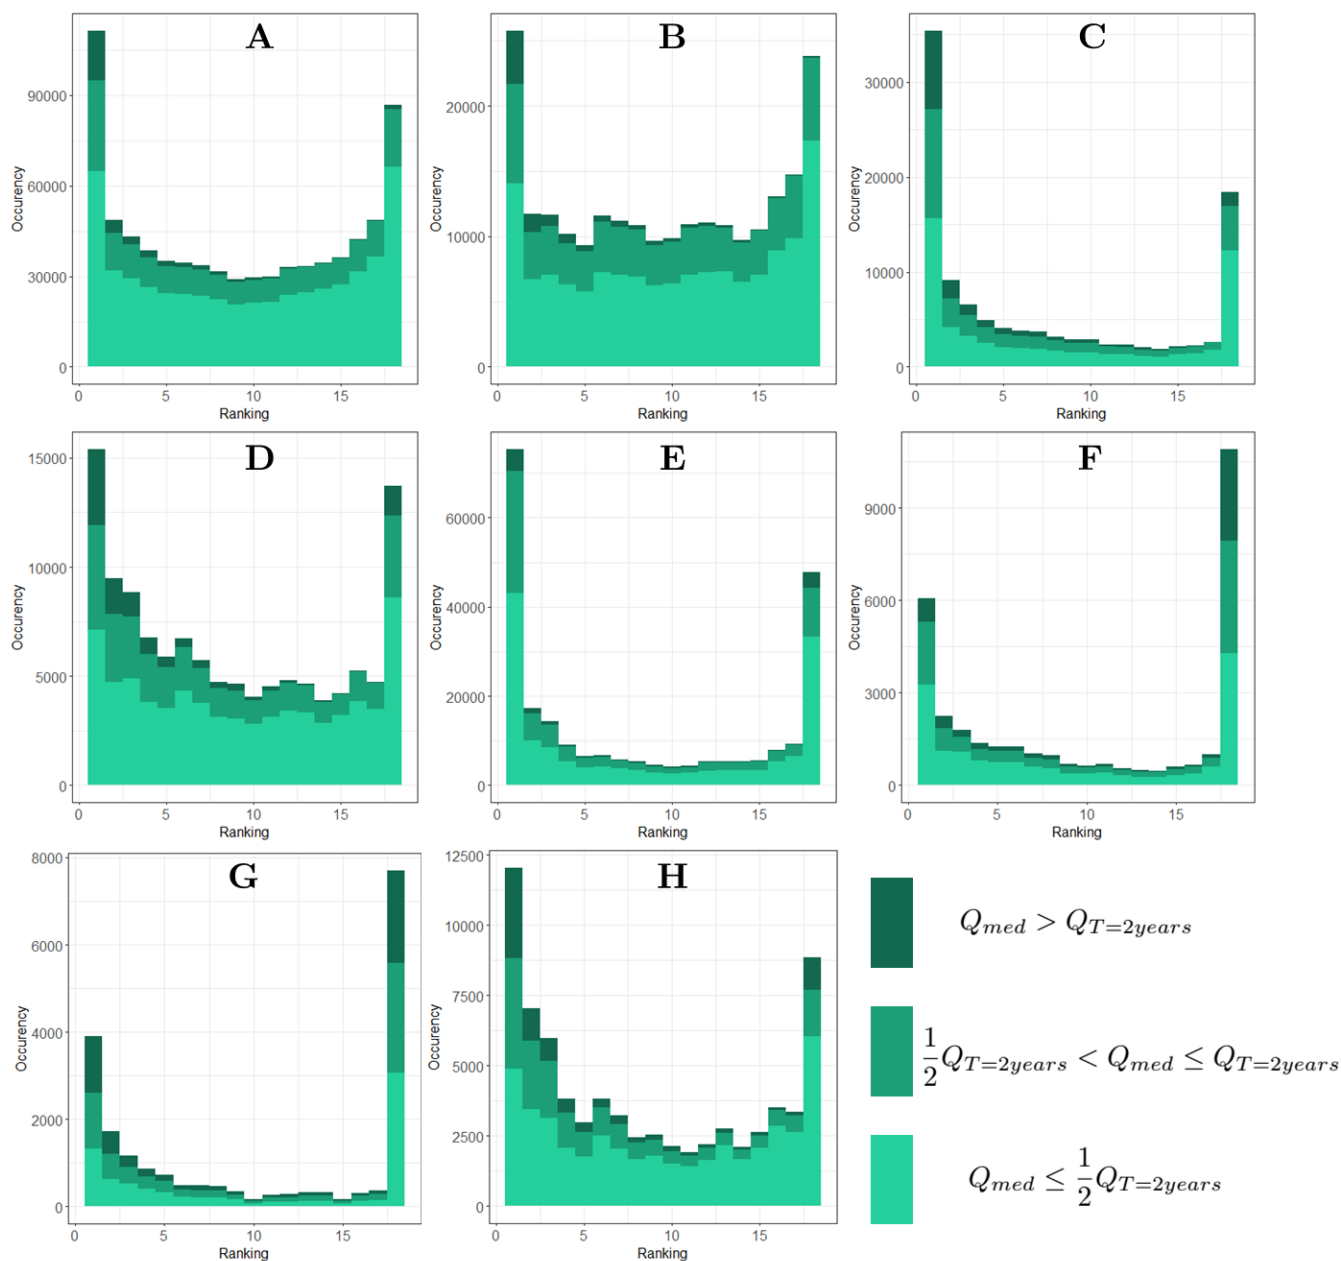 A
Occurency
90000
60000
30000
0
0 5 10 15
Ranking
B
Occurency
20000
10000
0
0 5 10 15
Ranking
C
Occurency
30000
20000
10000
0
0 5 10 15
Ranking
D
Occurency
15000
10000
5000
0
0 5 10 15
Ranking
E
Occurency
60000
40000
20000
0
0 5 10 15
Ranking
F
Occurency
9000
6000
3000
0
0 5 10 15
Ranking
G
Occurency
8000
6000
4000
2000
0
0 5 10 15
Ranking
H
Occurency
12500
10000
7500
5000
2500
0
0 5 10 15
Ranking
Q_{med} > Q_{T=2years}
\frac{1}{2}Q_{T=2years} < Q_{med} ≤ Q_{T=2years}
Q_{med} ≤ \frac{1}{2}Q_{T=2years}